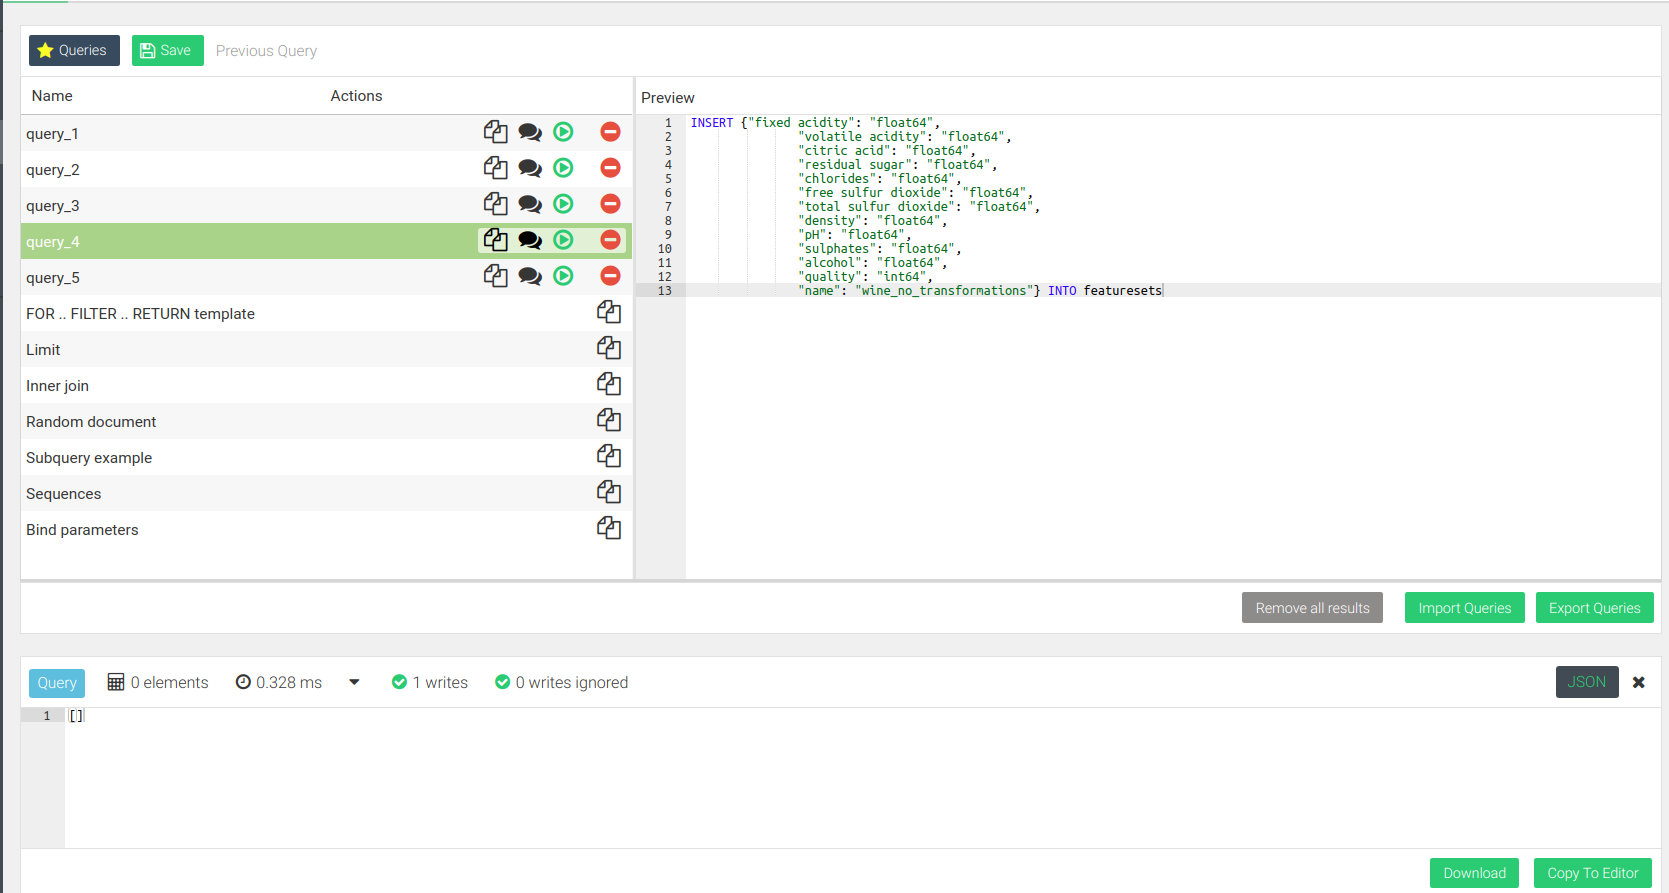 Queries Save Previous Query
Name Actions
query_1
query_2
query_3
query_4
query_5
FOR .. FILTER .. RETURN template
Limit
Inner join
Random document
Subquery example
Sequences
Bind parameters
Preview
1 INSERT {"fixed acidity": "float64",
2 "volatile acidity": "float64",
3 "citric acid": "float64",
4 "residual sugar": "float64",
5 "chlorides": "float64",
6 "free sulfur dioxide": "float64",
7 "total sulfur dioxide": "float64",
8 "density": "float64",
9 "pH": "float64",
10 "sulphates": "float64",
11 "alcohol": "float64",
12 "quality": "int64",
13 "name": "wine_no_transformations"} INTO featuresets
Remove all results Import Queries Export Queries
Query 0 elements 0.328 ms 1 writes 0 writes ignored JSON
1 []
Download Copy To Editor